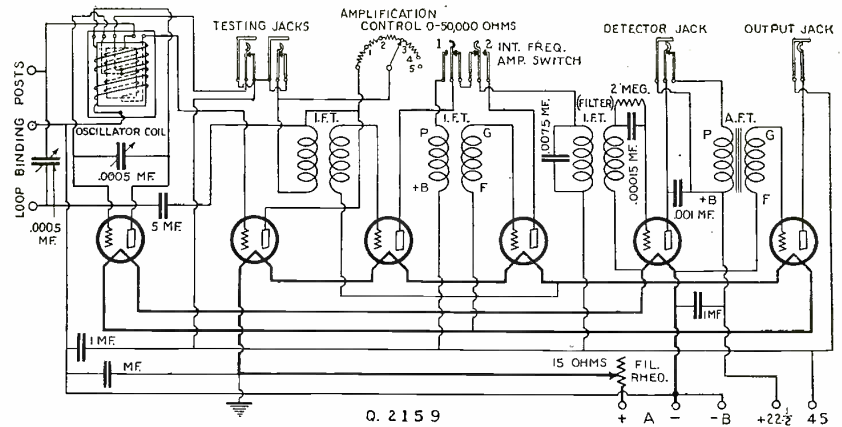 TESTING JACKS
AMPLIFICATION
CONTROL 0-50,000 OHMS
1 2 3 4 5
1 2
INT. FREQ.
AMP. SWITCH
DETECTOR JACK
OUTPUT JACK
LOOP BINDING POSTS
OSCILLATOR COIL
.0005 MF.
.0005
MF.
.5 MF.
I.F.T.
I.F.T.
P
G
+B
F
.0075 MF.
(FILTER)
I.F.T.
2 MEG.
.00015 MF.
.001 MF.
A.F.T.
P
G
+B
F
1 MF.
1MF.
MF.
15 OHMS
FIL.
RHEO.
+ A - -B +22½ 45
Q. 2159